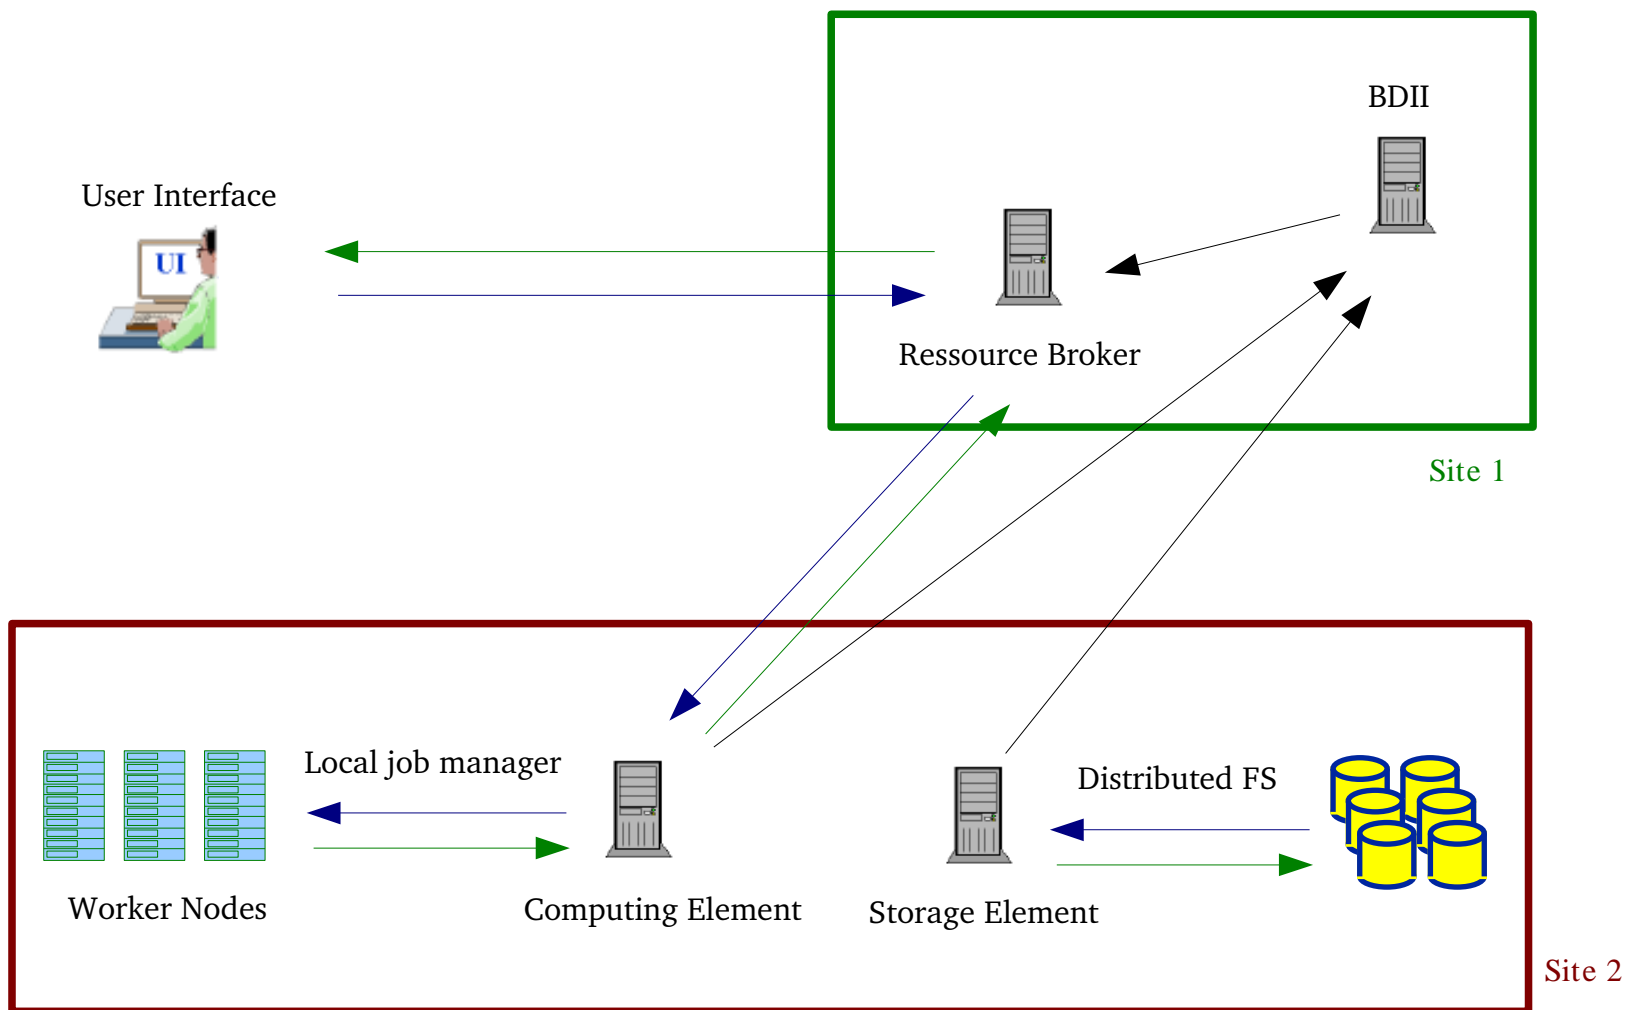 BDII
User Interface
UI
Ressource Broker
Site 1
Local job manager
Distributed FS
Worker Nodes
Computing Element
Storage Element
Site 2